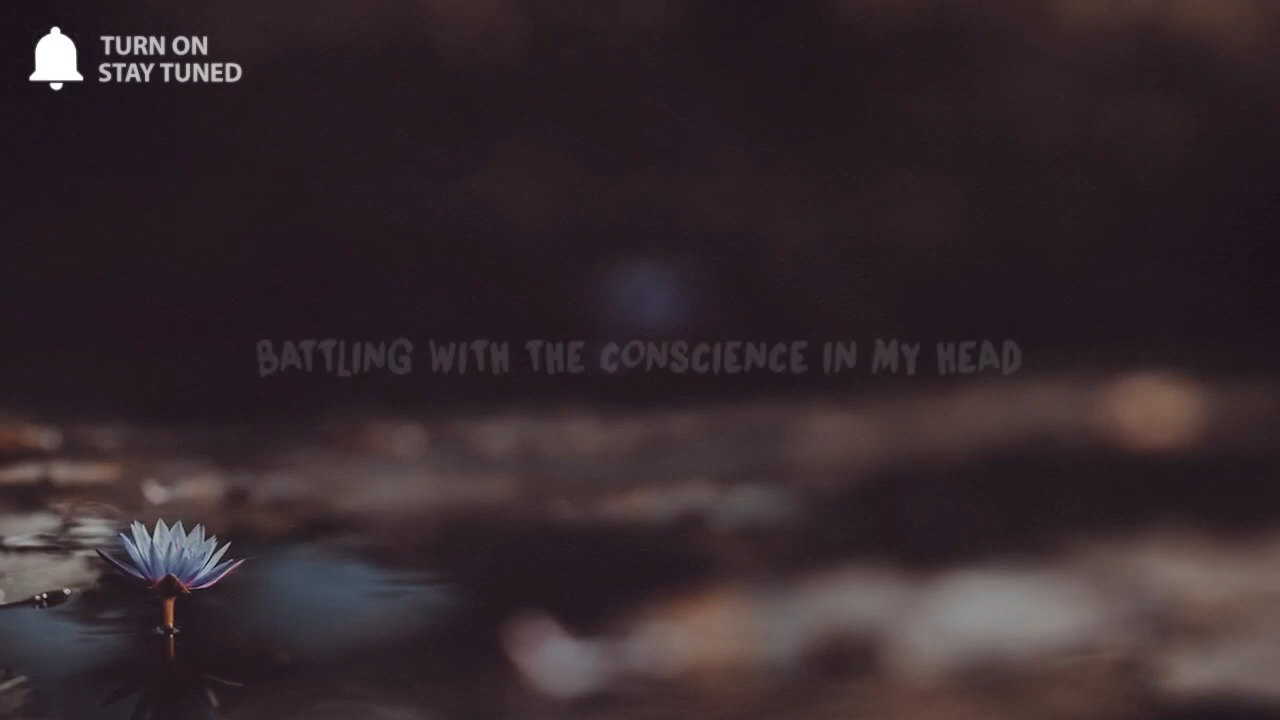 TURN ON
STAY TUNED
BATTLING WITH THE CONSCIENCE IN MY HEAD